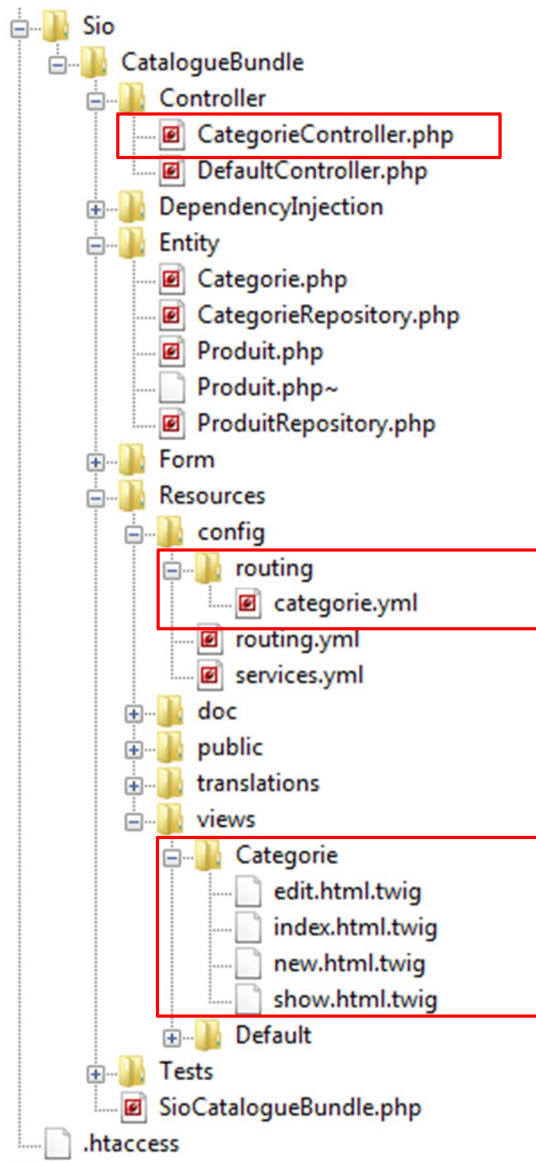 Sio
CatalogueBundle
Controller
CategorieController.php
DefaultController.php
DependencyInjection
Entity
Categorie.php
CategorieRepository.php
Produit.php
Produit.php~
ProduitRepository.php
Form
Resources
config
routing
categorie.yml
routing.yml
services.yml
doc
public
translations
views
Categorie
edit.html.twig
index.html.twig
new.html.twig
show.html.twig
Default
Tests
SioCatalogueBundle.php
.htaccess